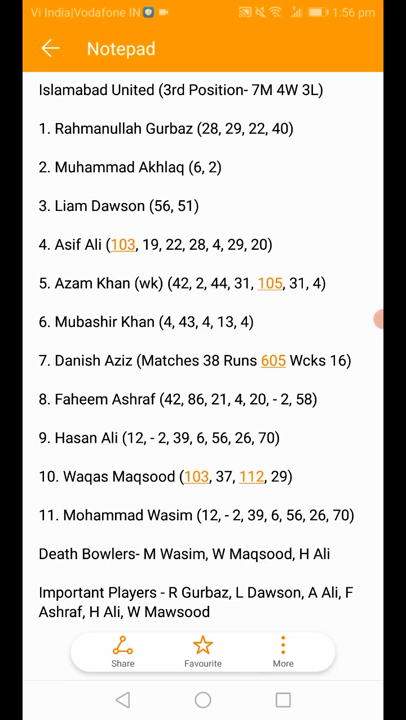 Vi India|Vodafone IN 1:56 pm
Notepad
Islamabad United (3rd Position- 7M 4W 3L)
1. Rahmanullah Gurbaz (28, 29, 22, 40)
2. Muhammad Akhlaq (6, 2)
3. Liam Dawson (56, 51)
4. Asif Ali (103, 19, 22, 28, 4, 29, 20)
5. Azam Khan (wk) (42, 2, 44, 31, 105, 31, 4)
6. Mubashir Khan (4, 43, 4, 13, 4)
7. Danish Aziz (Matches 38 Runs 605 Wcks 16)
8. Faheem Ashraf (42, 86, 21, 4, 20, - 2, 58)
9. Hasan Ali (12, - 2, 39, 6, 56, 26, 70)
10. Waqas Maqsood (103, 37, 112, 29)
11. Mohammad Wasim (12, - 2, 39, 6, 56, 26, 70)
Death Bowlers- M Wasim, W Maqsood, H Ali
Important Players - R Gurbaz, L Dawson, A Ali, F
Ashraf, H Ali, W Mawsood
Share Favourite More